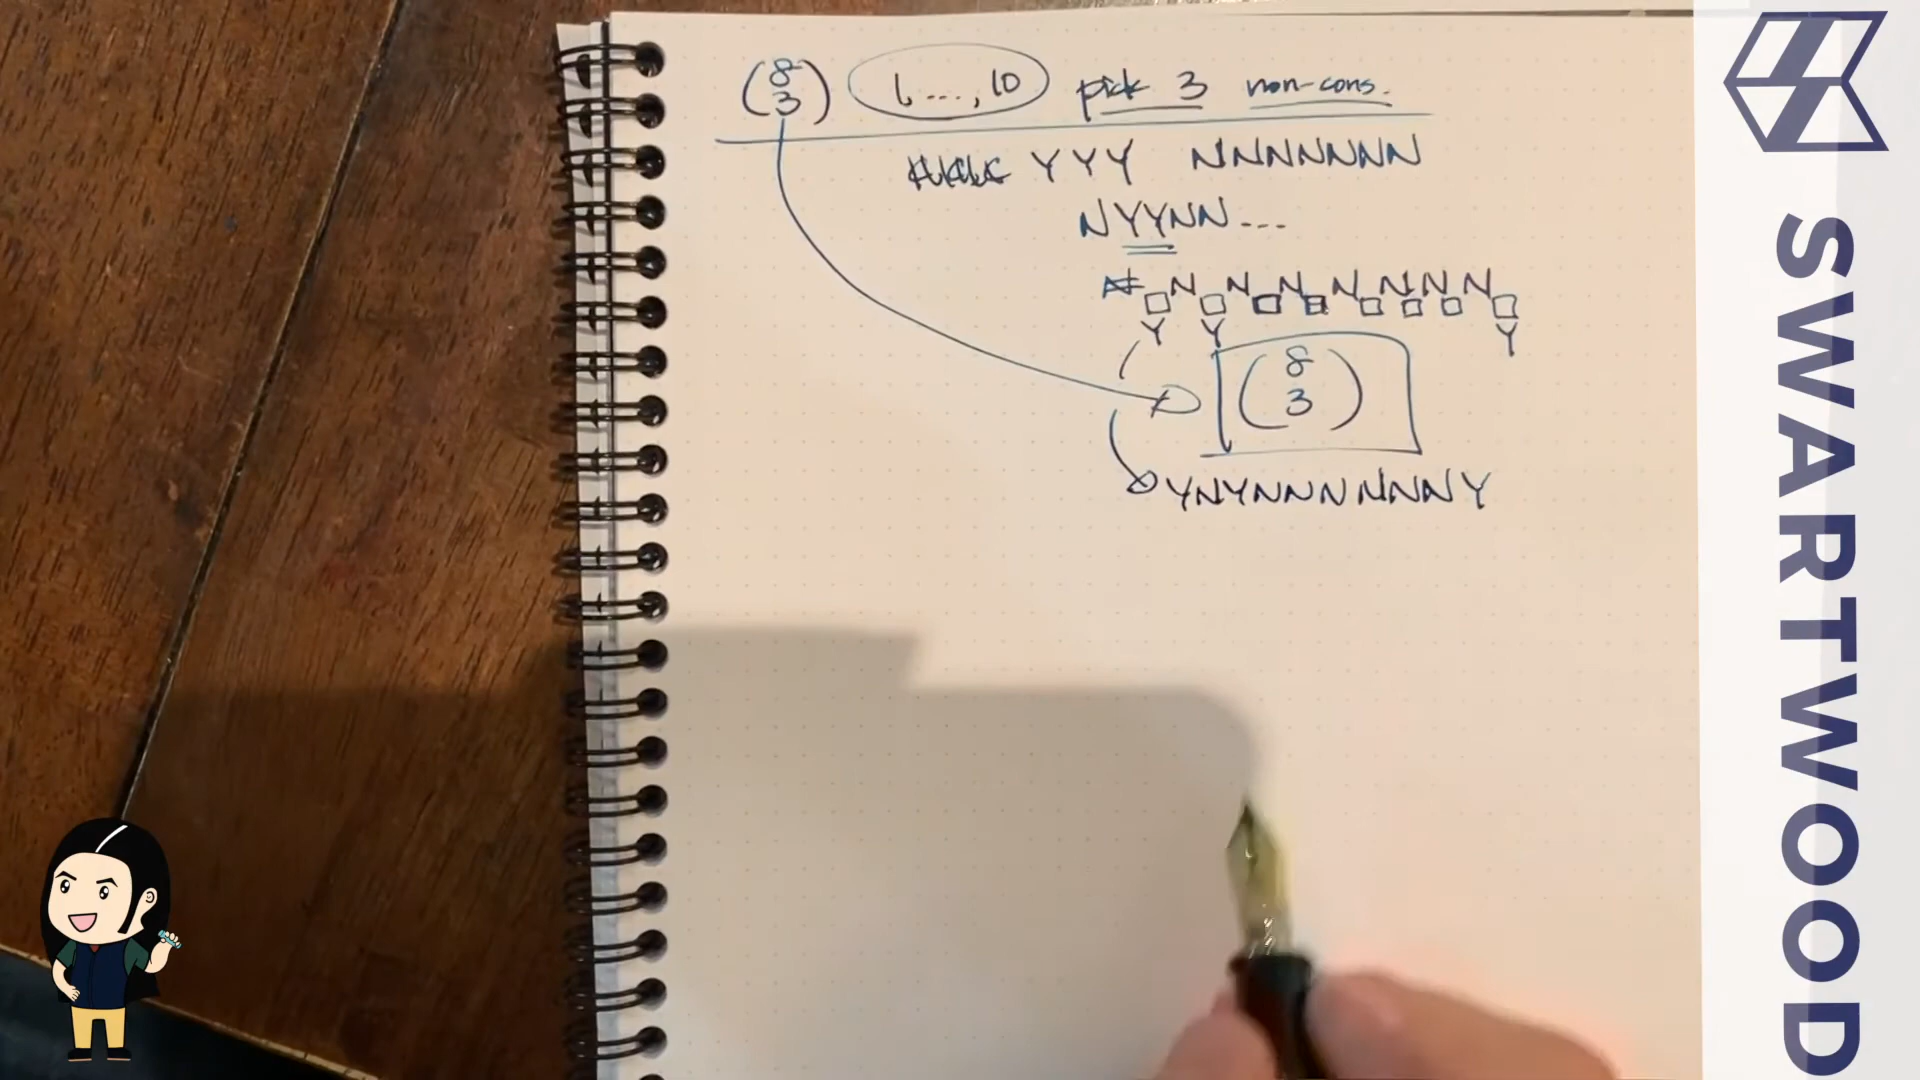 (8 3) 1, ..., 10 pick 3 non-cons.
YYY NNNNNNN
NYYNN...
N N N N N N N
Y Y Y
(8 3)
YNYNNNNNNY
SWARTWOOD